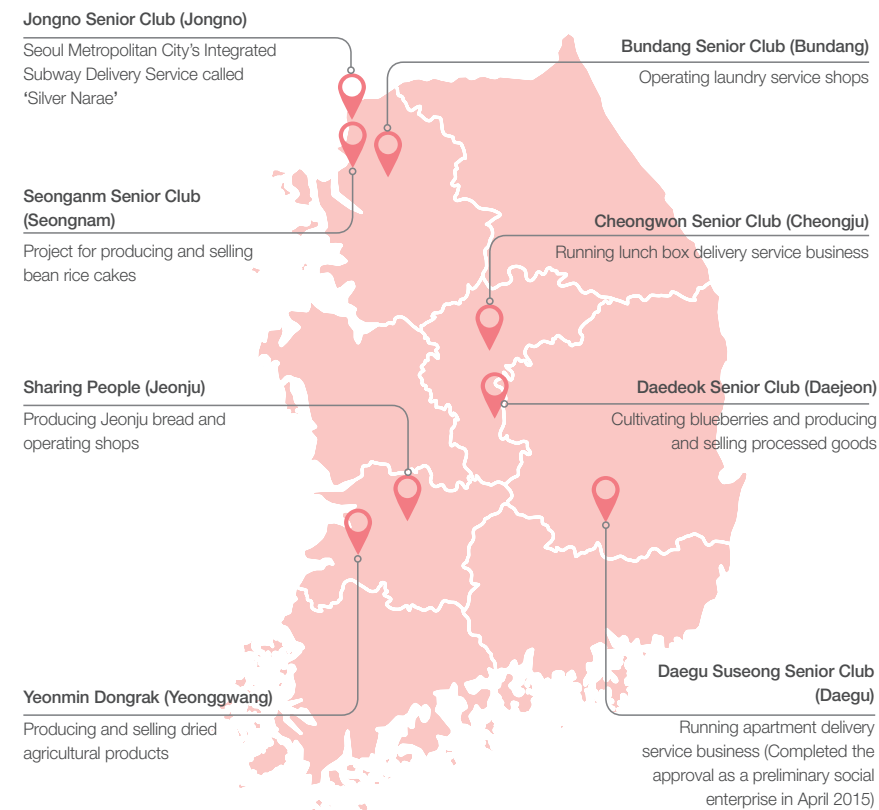 Jongno Senior Club (Jongno)
Seoul Metropolitan City's Integrated
Subway Delivery Service called
'Silver Narae'
Bundang Senior Club (Bundang)
Operating laundry service shops
Seonganm Senior Club
(Seongnam)
Project for producing and selling
bean rice cakes
Cheongwon Senior Club (Cheongju)
Running lunch box delivery service business
Sharing People (Jeonju)
Producing Jeonju bread and
operating shops
Daedeok Senior Club (Daejeon)
Cultivating blueberries and producing
and selling processed goods
Yeonmin Dongrak (Yeonggwang)
Producing and selling dried
agricultural products
Daegu Suseong Senior Club
(Daegu)
Running apartment delivery
service business (Completed the
approval as a preliminary social
enterprise in April 2015)